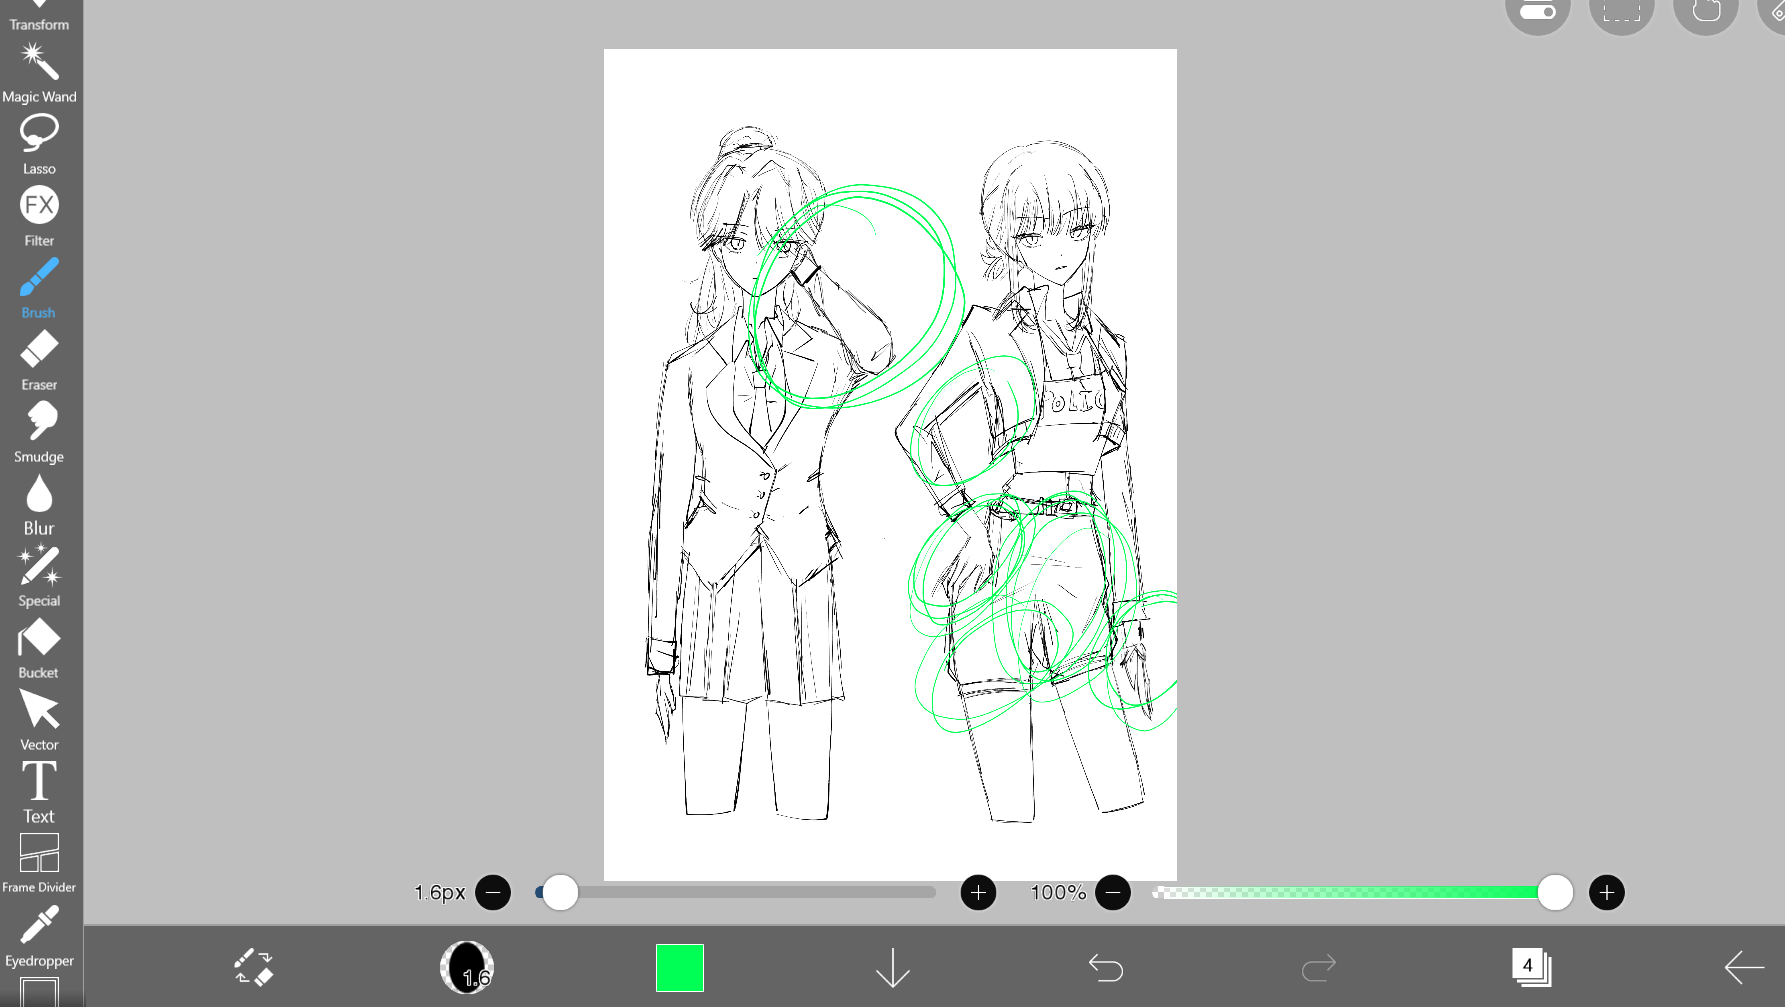 Transform
Magic Wand
Lasso
FX
Filter
Brush
Eraser
Smudge
Blur
Special
Bucket
Vector
T
Text
Frame Divider
Eyedropper
POLIC
1.6px
100%
1.6
4